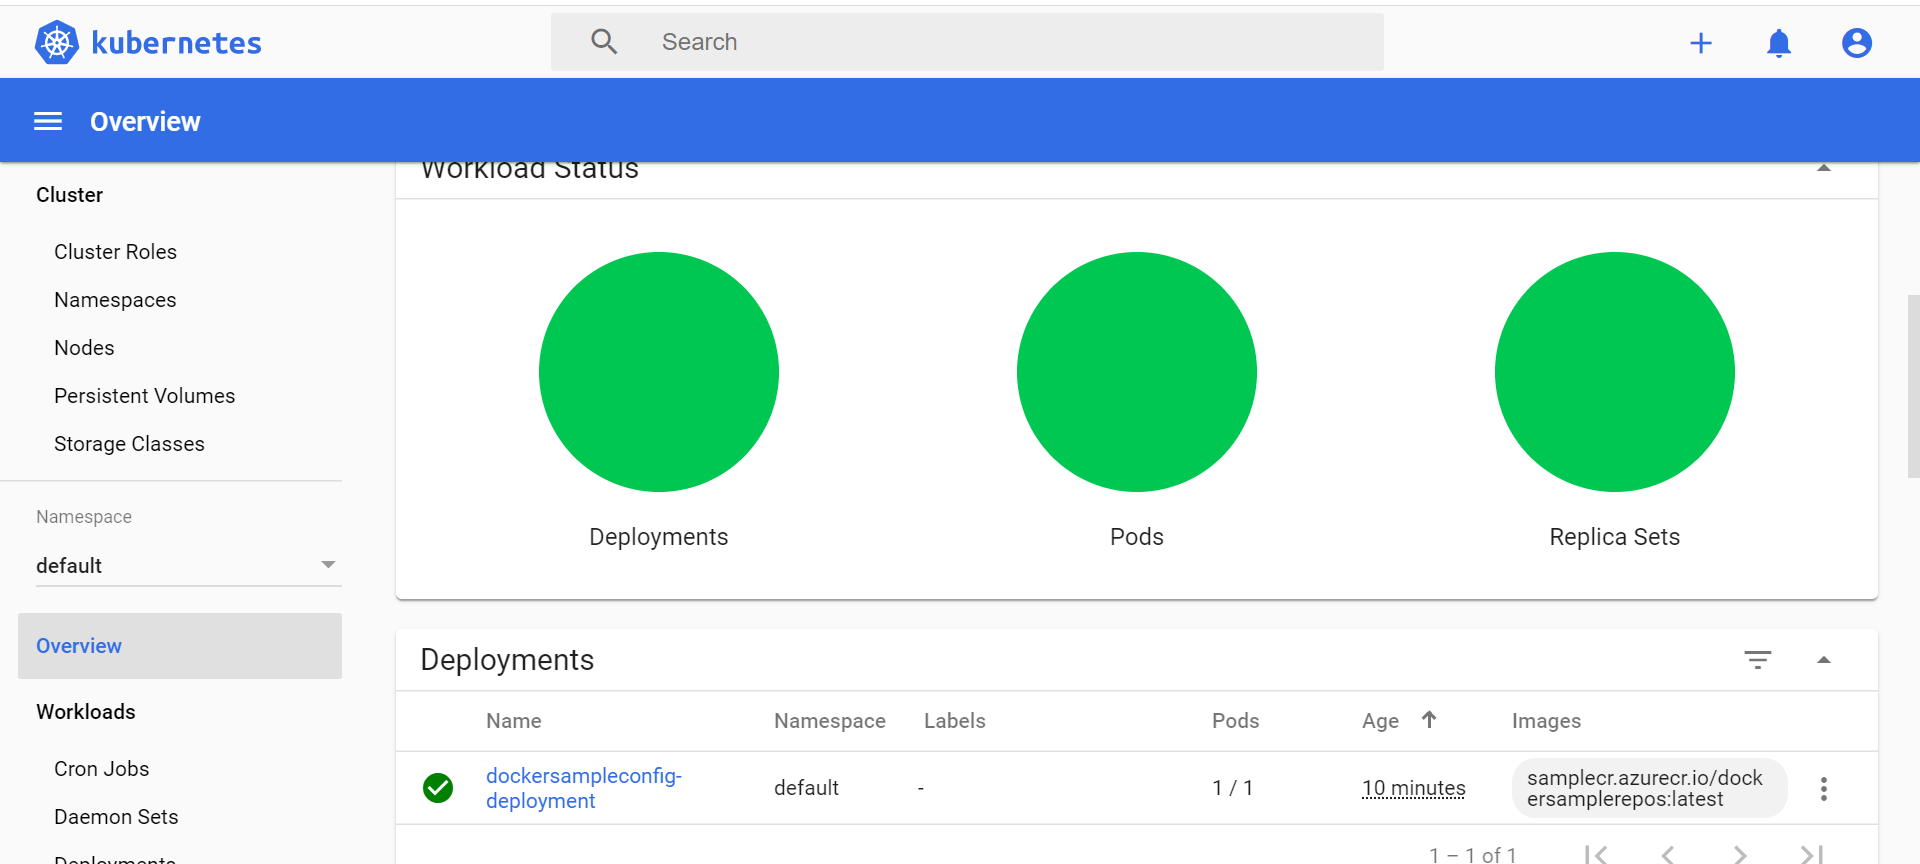 kubernetes
Search
Overview
Workload Status
Cluster
Cluster Roles
Namespaces
Nodes
Persistent Volumes
Storage Classes
Namespace
default
Overview
Workloads
Cron Jobs
Daemon Sets
Deployments
Deployments
Pods
Replica Sets
Deployments
Name
Namespace
Labels
Pods
Age
Images
dockersampleconfig-
deployment
default
-
1 / 1
10 minutes
samplecr.azurecr.io/dock
ersamplerepos:latest
1 – 1 of 1